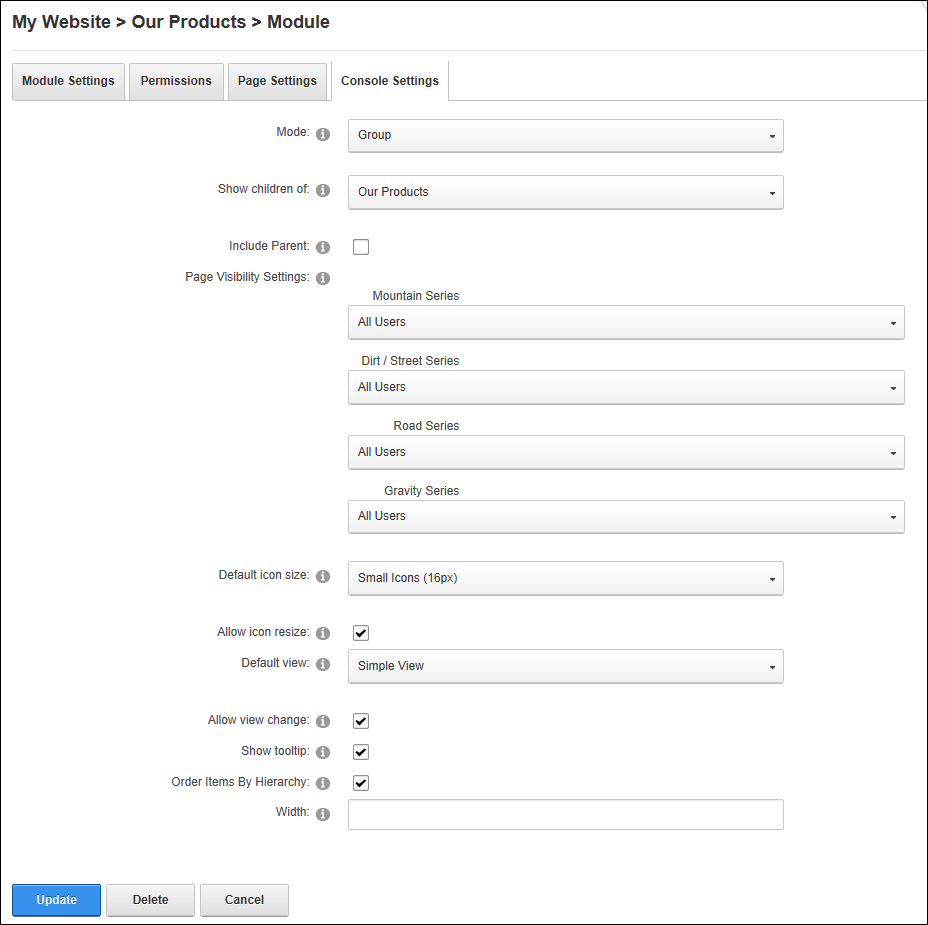 My Website > Our Products > Module
Module Settings Permissions Page Settings Console Settings
Mode: Group
Show children of: Our Products
Include Parent:
Page Visibility Settings:
Mountain Series
All Users
Dirt / Street Series
All Users
Road Series
All Users
Gravity Series
All Users
Default icon size: Small Icons (16px)
Allow icon resize:
Default view: Simple View
Allow view change:
Show tooltip:
Order Items By Hierarchy:
Width:
Update Delete Cancel